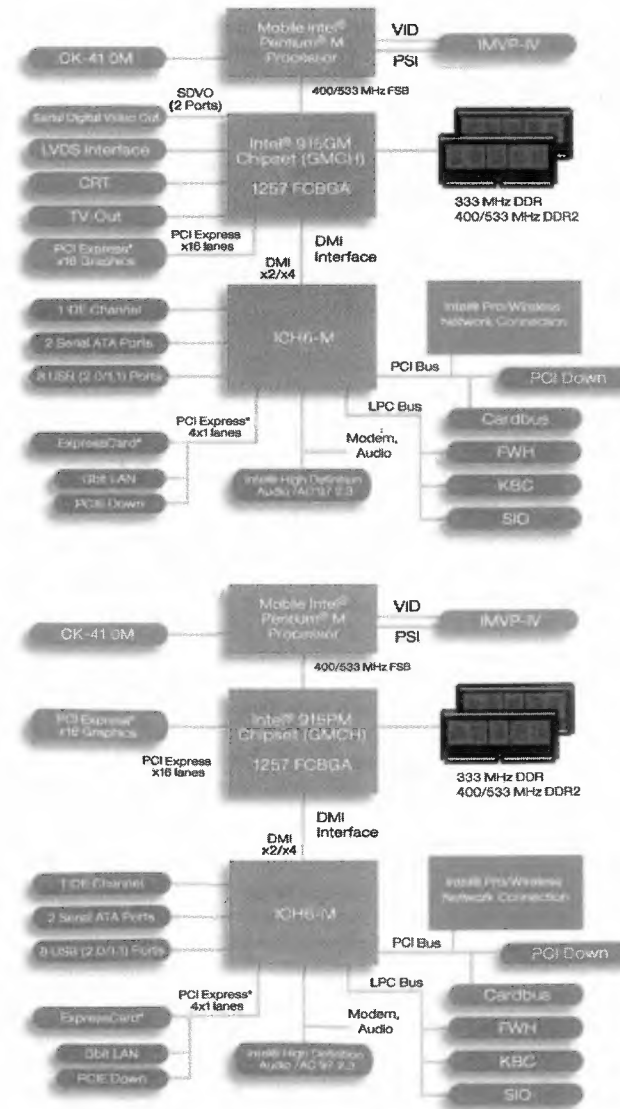 Mobile Intel®
Pentium® M
Processor
VID
PSI
IMVP-IV
CK-410M
SDVO
(2 Ports)
400/533 MHz FSB
Serial Digital Video Out
LVDS Interface
CRT
TV Out
PCI Express*
x16 Graphics
Intel® 915GM
Chipset (GMCH)
1257 FCBGA
333 MHz DDR
400/533 MHz DDR2
PCI Express
x16 lanes
DMI
Interface
DMI
x2/x4
1 IDE Channel
2 Serial ATA Ports
8 USB (2.0/1.1) Ports
ICH6-M
Intel® Pro/Wireless
Network Connection
PCI Bus
PCI Down
PCI Express*
4x1 lanes
LPC Bus
Cardbus
ExpressCard*
Gbit LAN
PCIE Down
Modem,
Audio
Intel® High Definition
Audio /AC'97 2.3
FWH
KBC
SIO
Mobile Intel®
Pentium® M
Processor
VID
PSI
IMVP-IV
CK-410M
400/533 MHz FSB
PCI Express*
x16 Graphics
Intel® 915PM
Chipset (GMCH)
1257 FCBGA
PCI Express
x16 lanes
333 MHz DDR
400/533 MHz DDR2
DMI
Interface
DMI
x2/x4
1 IDE Channel
2 Serial ATA Ports
8 USB (2.0/1.1) Ports
ICH6-M
Intel® Pro/Wireless
Network Connection
PCI Bus
PCI Down
PCI Express*
4x1 lanes
LPC Bus
Cardbus
ExpressCard*
Gbit LAN
PCIE Down
Modem,
Audio
Intel® High Definition
Audio /AC'97 2.3
FWH
KBC
SIO